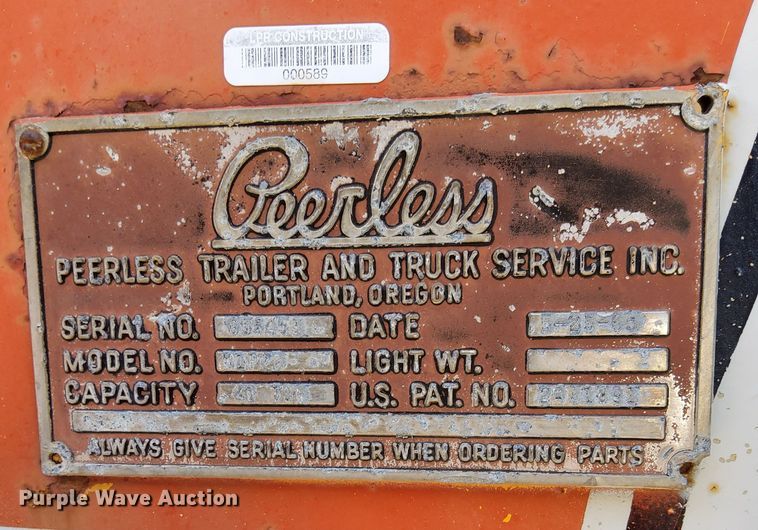 LPR CONSTRUCTION
000589
Peerless
PEERLESS TRAILER AND TRUCK SERVICE INC.
PORTLAND, OREGON
SERIAL NO. DATE
MODEL NO. LIGHT WT.
CAPACITY U.S. PAT. NO.
ALWAYS GIVE SERIAL NUMBER WHEN ORDERING PARTS
Purple Wave Auction